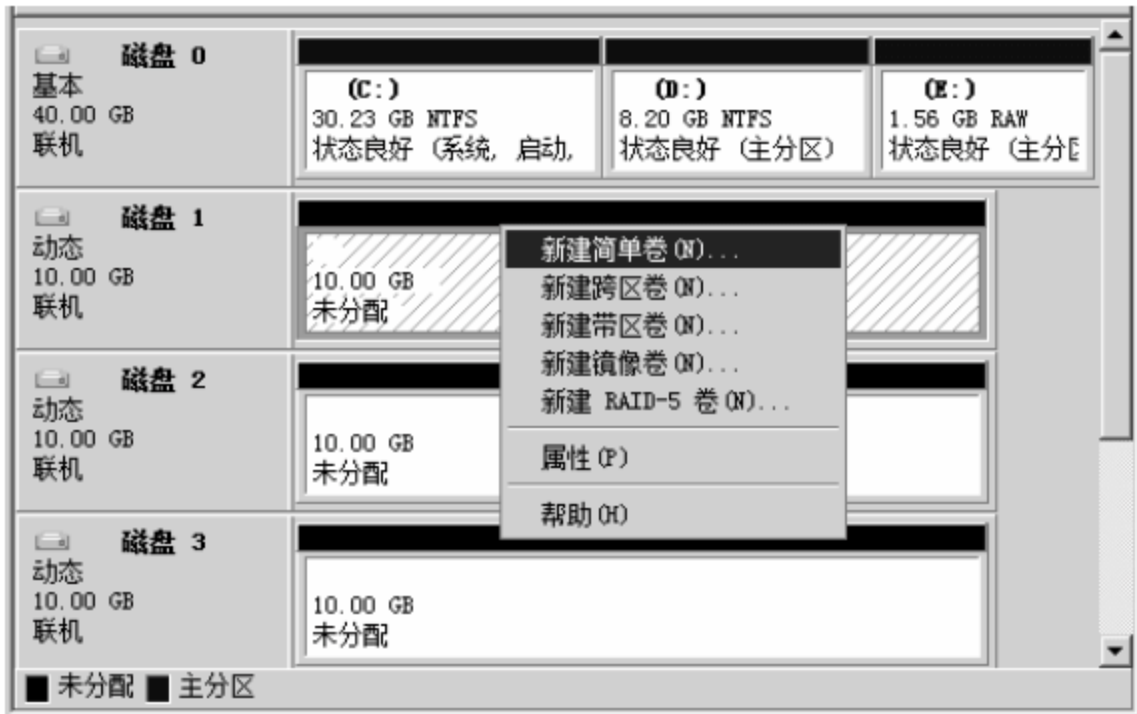 磁盘 0
基本
40.00 GB
联机
(C:)
30.23 GB NTFS
状态良好 (系统, 启动,
(D:)
8.20 GB NTFS
状态良好 (主分区)
(E:)
1.56 GB RAW
状态良好 (主分区
磁盘 1
动态
10.00 GB
联机
10.00 GB
未分配
新建简单卷(N)...
新建跨区卷(N)...
新建带区卷(N)...
新建镜像卷(N)...
新建 RAID-5 卷(N)...
属性(P)
帮助(H)
磁盘 2
动态
10.00 GB
联机
10.00 GB
未分配
磁盘 3
动态
10.00 GB
联机
10.00 GB
未分配
未分配 主分区